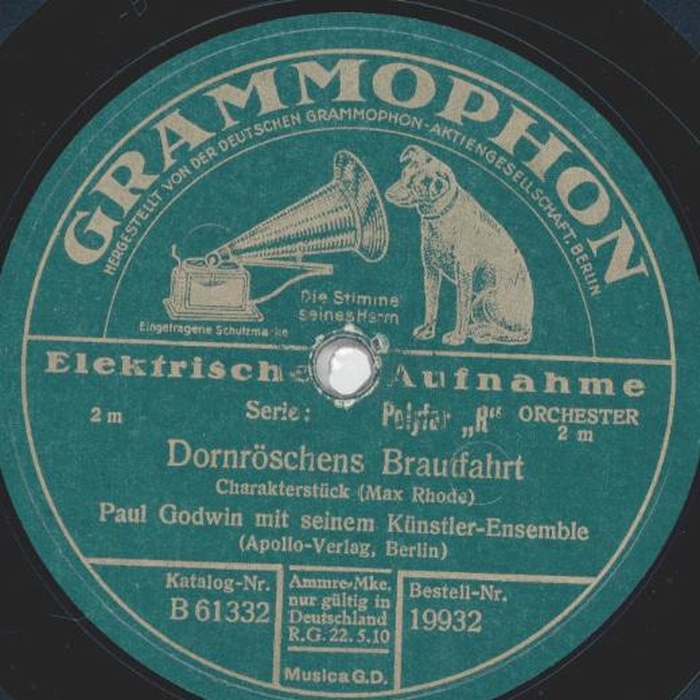 GRAMMOPHON
HERGESTELLT VON DER DEUTSCHEN GRAMMOPHON-AKTIENGESELLSCHAFT, BERLIN
Die Stimme
seines Herrn
Eingetragene Schutzmarke
Elektrische Aufnahme
2 m Serie: Polyfar „R“ ORCHESTER
2 m
Dornröschens Brautfahrt
Charakterstück (Max Rhode)
Paul Godwin mit seinem Künstler-Ensemble
(Apollo-Verlag, Berlin)
Katalog-Nr.
B 61332
Ammre-Mke.
nur gültig in
Deutschland
R.G. 22. 5. 10
Musica G.D.
Bestell-Nr.
19932